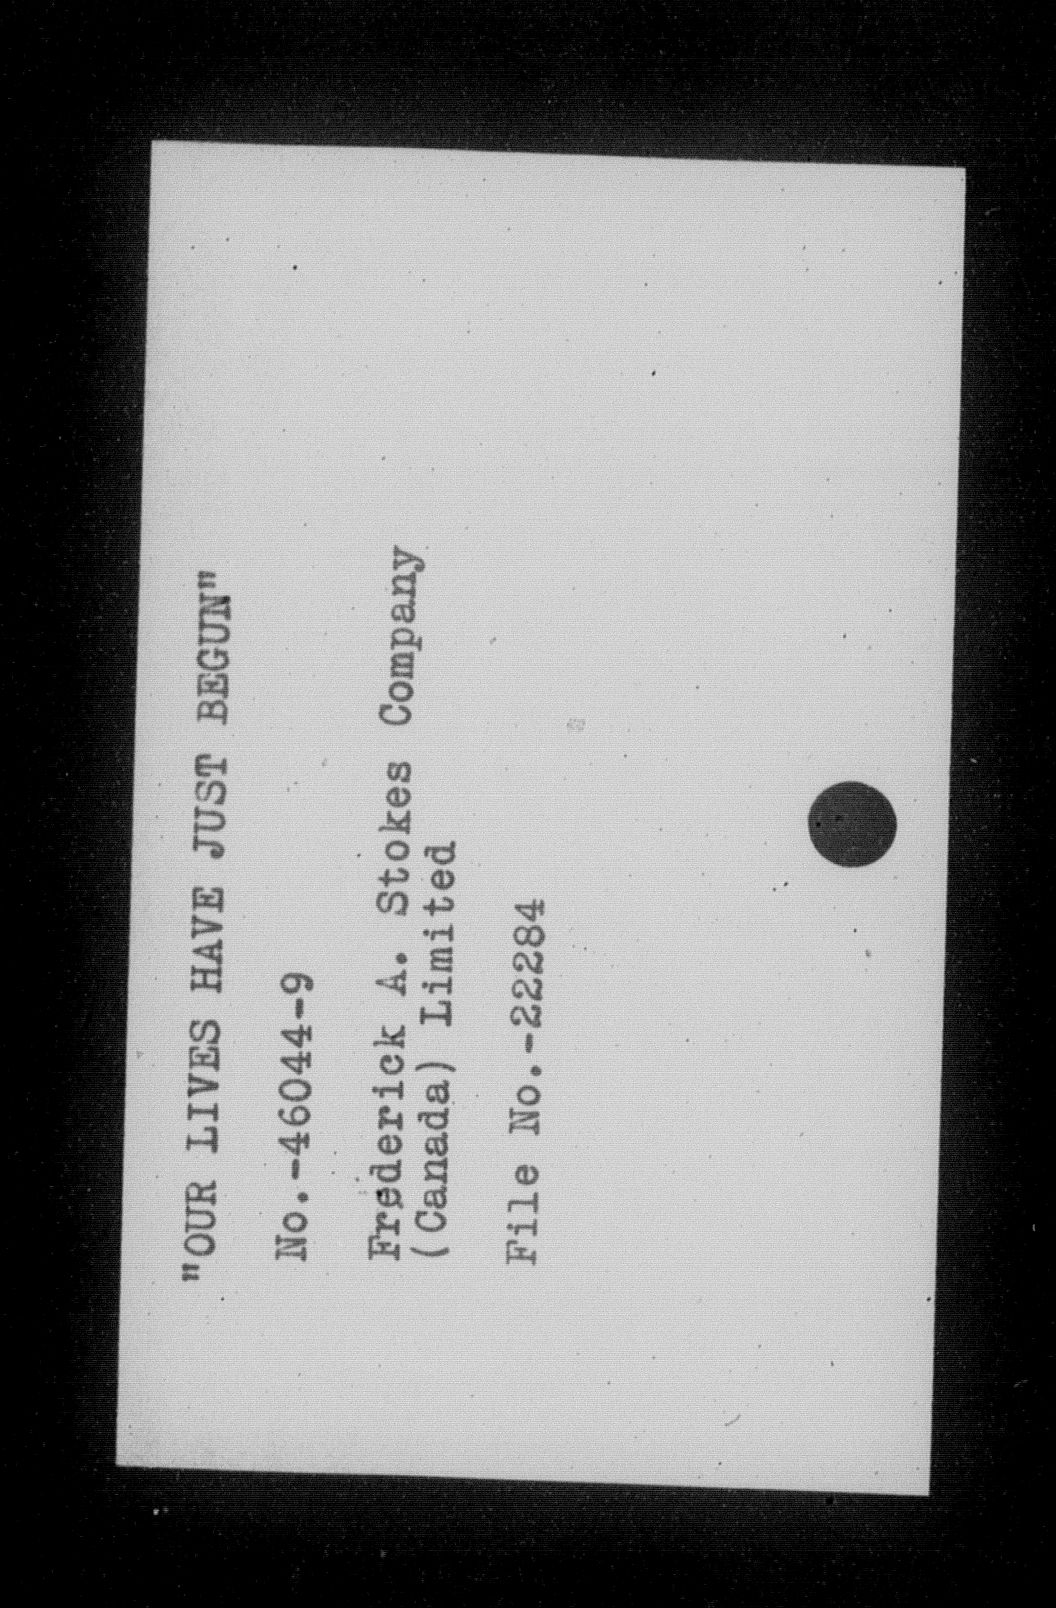 "OUR LIVES HAVE JUST BEGUN"
No.-46044-9
Frederick A. Stokes Company
(Canada) Limited
File No.-22284